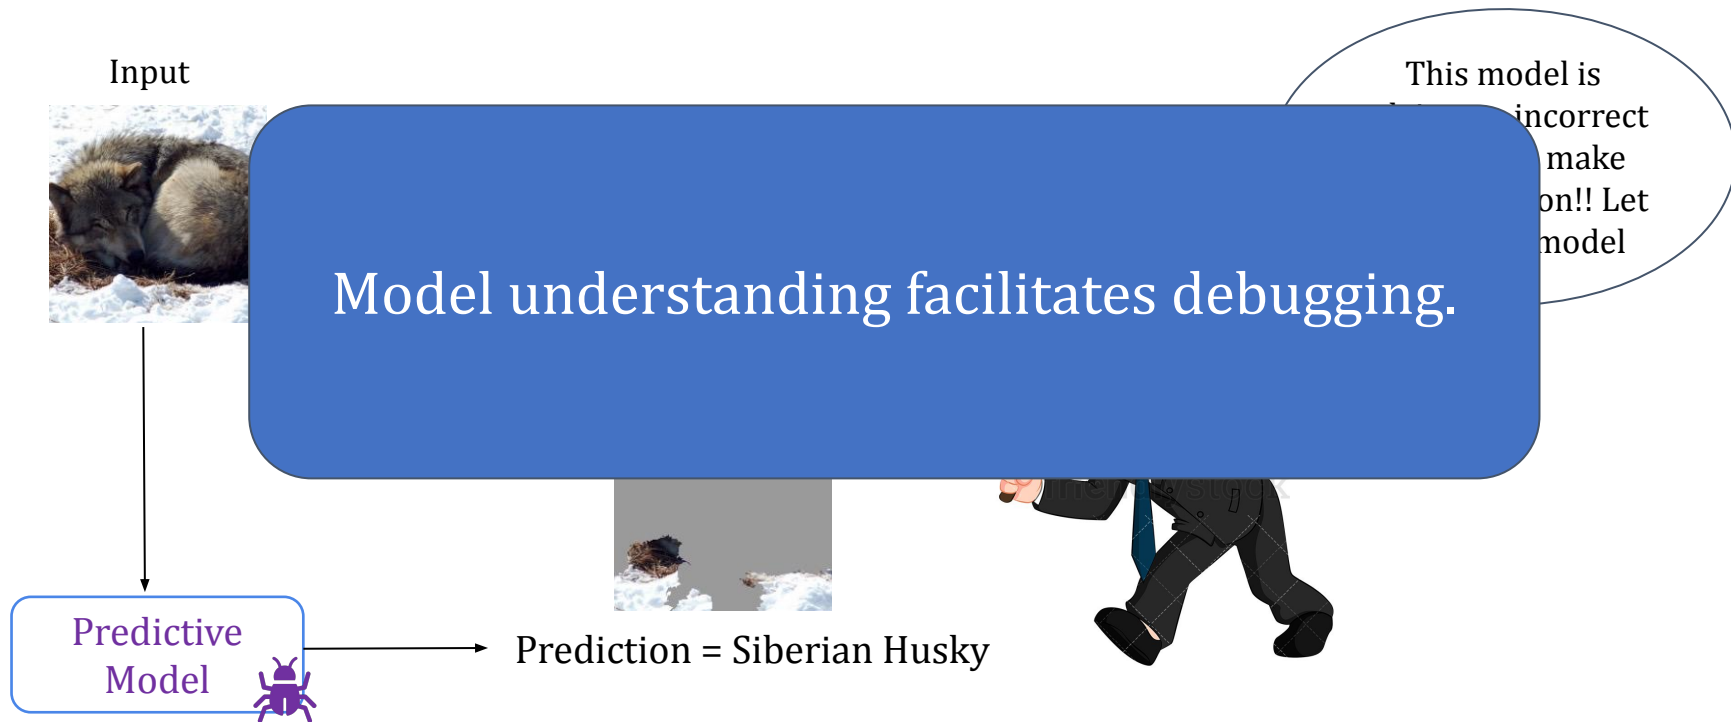 Input
This model is
incorrect
make
on!! Let
model
Model understanding facilitates debugging.
Predictive
Model
Prediction = Siberian Husky